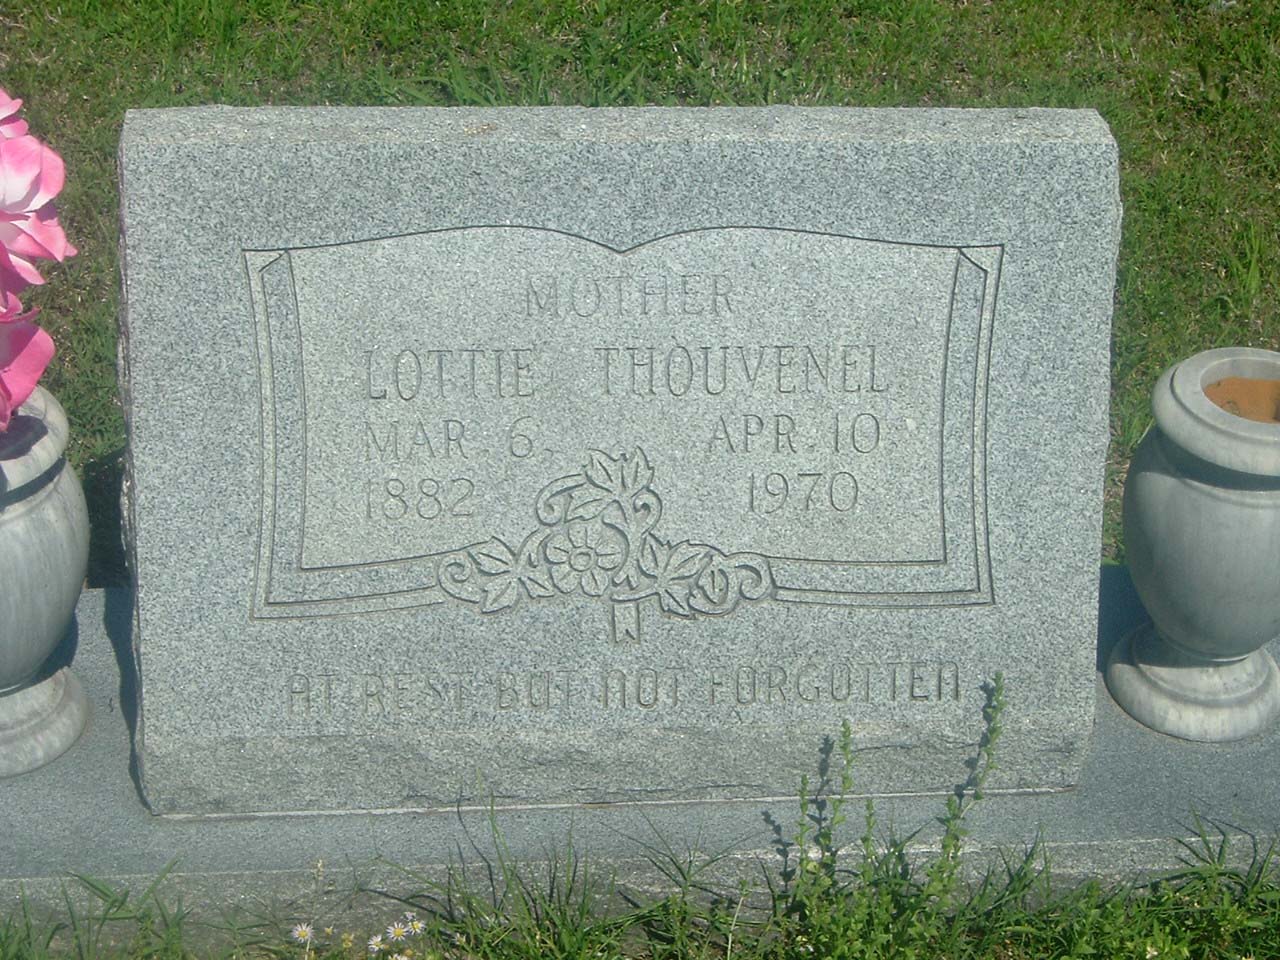 MOTHER
LOTTIE THOUVENEL
MAR. 6, APR. 10
1882 1970
AT REST BUT NOT FORGOTTEN